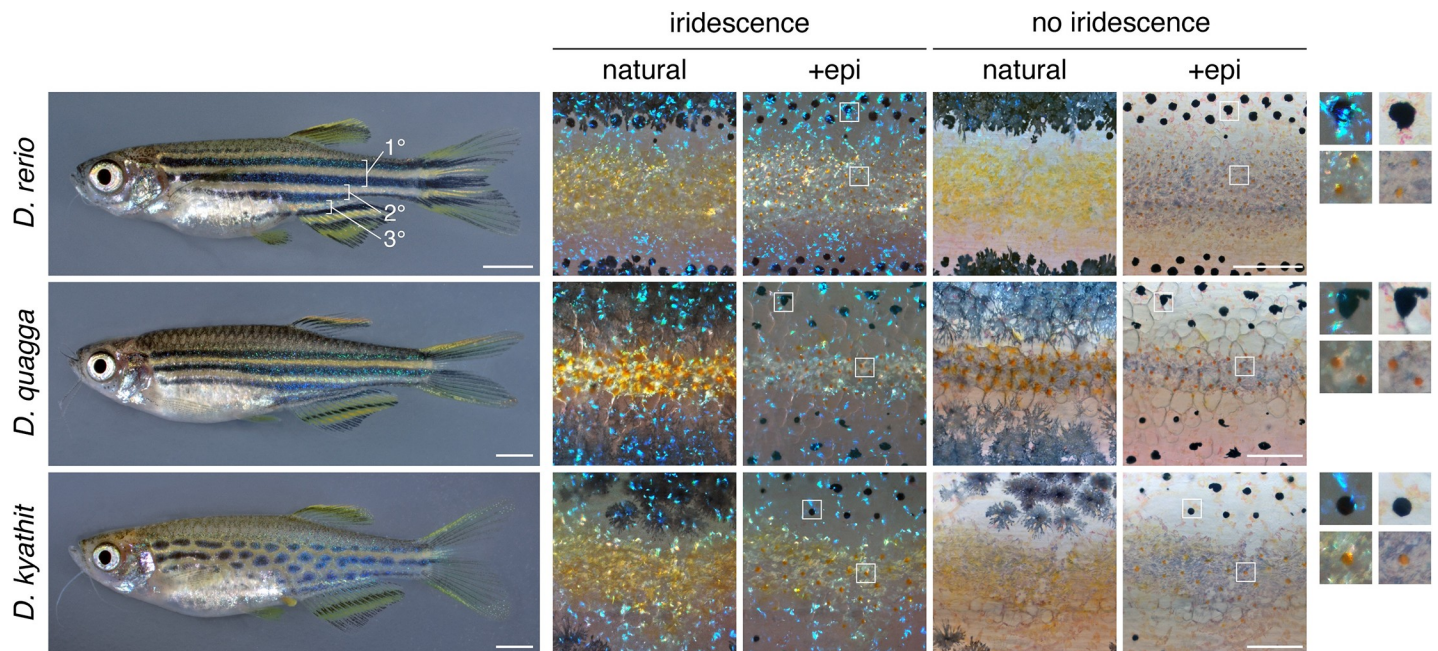 iridescence
no iridescence
natural
+epi
natural
+epi
D. rerio
1°
2°
3°
D. quagga
D. kyathit